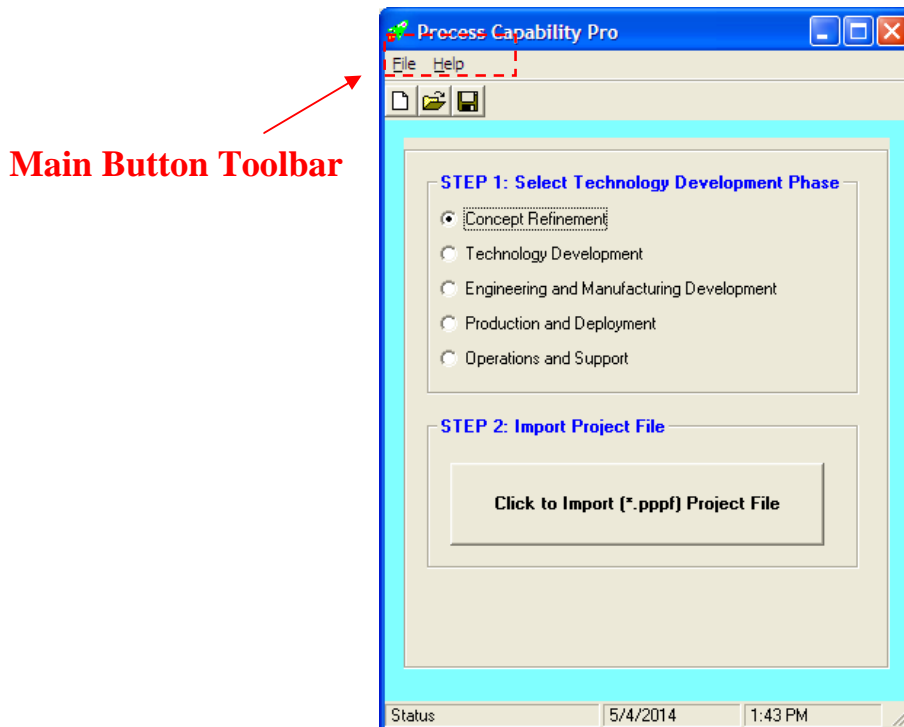 Process Capability Pro
File Help
Main Button Toolbar
STEP 1: Select Technology Development Phase
Concept Refinement
Technology Development
Engineering and Manufacturing Development
Production and Deployment
Operations and Support
STEP 2: Import Project File
Click to Import (*.pppf) Project File
Status 5/4/2014 1:43 PM